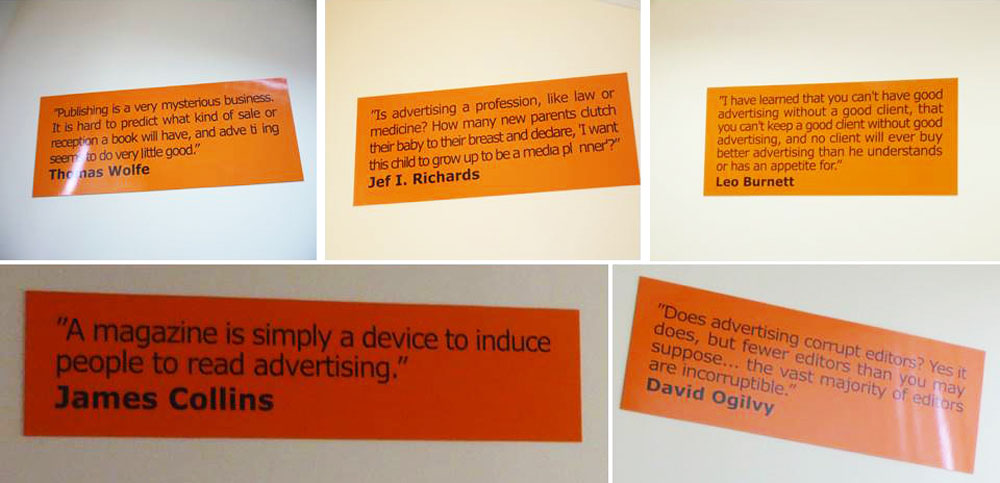 "Publishing is a very mysterious business.
It is hard to predict what kind of sale or
reception a book will have, and adve ti ing
seems to do very little good."
Thomas Wolfe
"Is advertising a profession, like law or
medicine? How many new parents clutch
their baby to their breast and declare, 'I want
this child to grow up to be a media pl nner'?"
Jef I. Richards
"I have learned that you can't have good
advertising without a good client, that
you can't keep a good client without good
advertising, and no client will ever buy
better advertising than he understands
or has an appetite for."
Leo Burnett
"A magazine is simply a device to induce
people to read advertising."
James Collins
"Does advertising corrupt editors? Yes it
does, but fewer editors than you may
suppose... the vast majority of editors
are incorruptible."
David Ogilvy